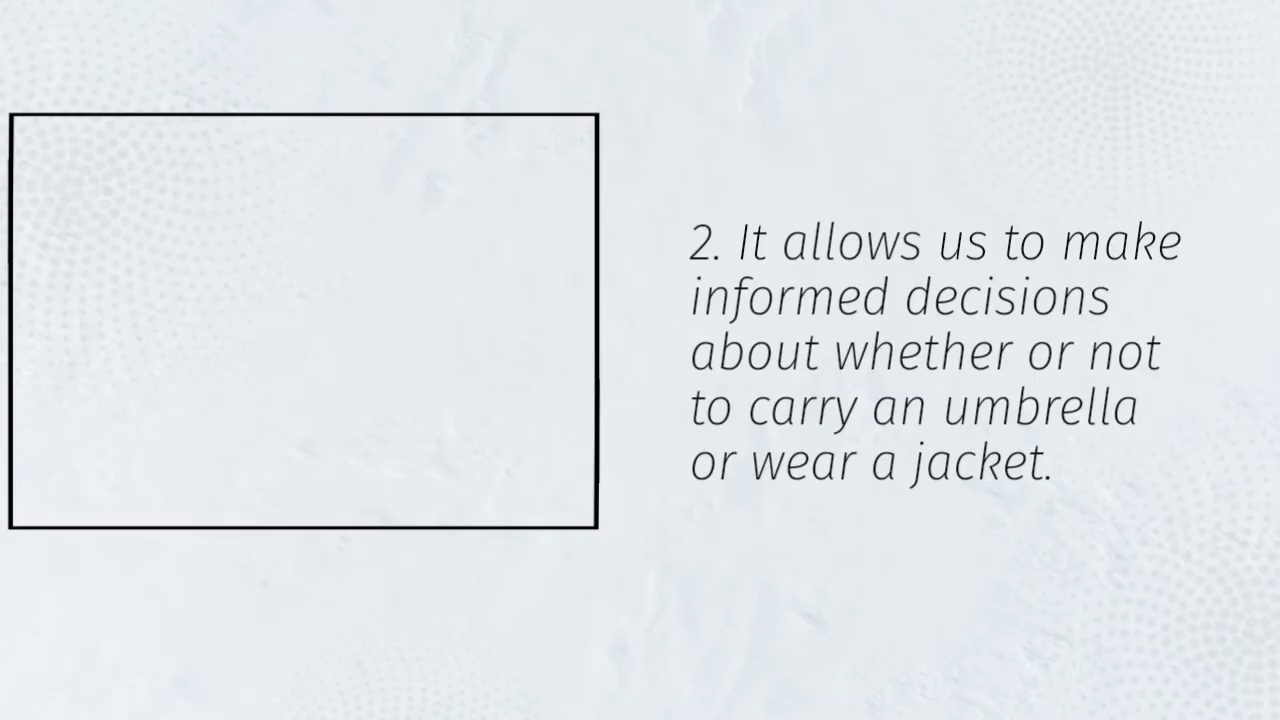 2. It allows us to make
informed decisions
about whether or not
to carry an umbrella
or wear a jacket.